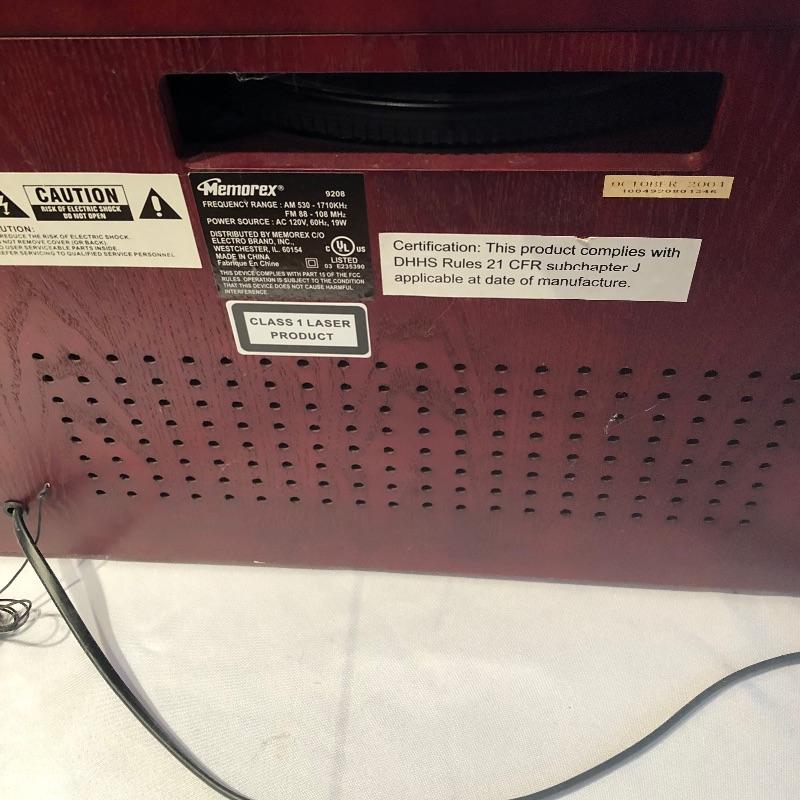 CAUTION
RISK OF ELECTRIC SHOCK
DO NOT OPEN
UTION:
REDUCE THE RISK OF ELECTRIC SHOCK.
NOT REMOVE COVER (OR BACK).
USER SERVICEABLE PARTS INSIDE.
EFER SERVICING TO QUALIFIED SERVICE PERSONNEL
Memorex®
9208
FREQUENCY RANGE : AM 530 - 1710KHz
FM 88 - 108 MHz
POWER SOURCE : AC 120V, 60Hz, 19W
DISTRIBUTED BY MEMOREX C/O
ELECTRO BRAND, INC.,
WESTCHESTER, IL. 60154
MADE IN CHINA
Fabriqué En Chine
C UL US
LISTED
03 E235390
THIS DEVICE COMPLIES WITH PART 15 OF THE FCC
RULES. OPERATION IS SUBJECT TO THE CONDITION
THAT THIS DEVICE DOES NOT CAUSE HARMFUL
INTERFERENCE.
CLASS 1 LASER
PRODUCT
OCTOBER 2004
Certification: This product complies with
DHHS Rules 21 CFR subchapter J
applicable at date of manufacture.